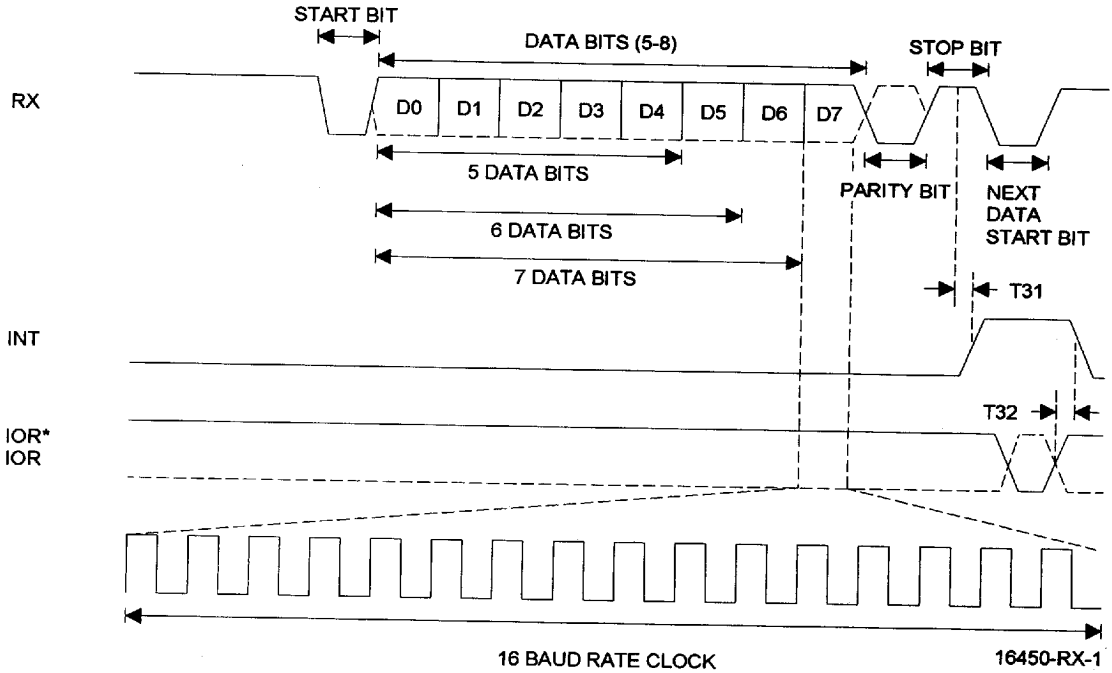 START BIT
DATA BITS (5-8)
STOP BIT
RX
D0 D1 D2 D3 D4 D5 D6 D7
5 DATA BITS
PARITY BIT
NEXT
DATA
START BIT
6 DATA BITS
7 DATA BITS
T31
INT
T32
IOR*
IOR
16 BAUD RATE CLOCK
16450-RX-1